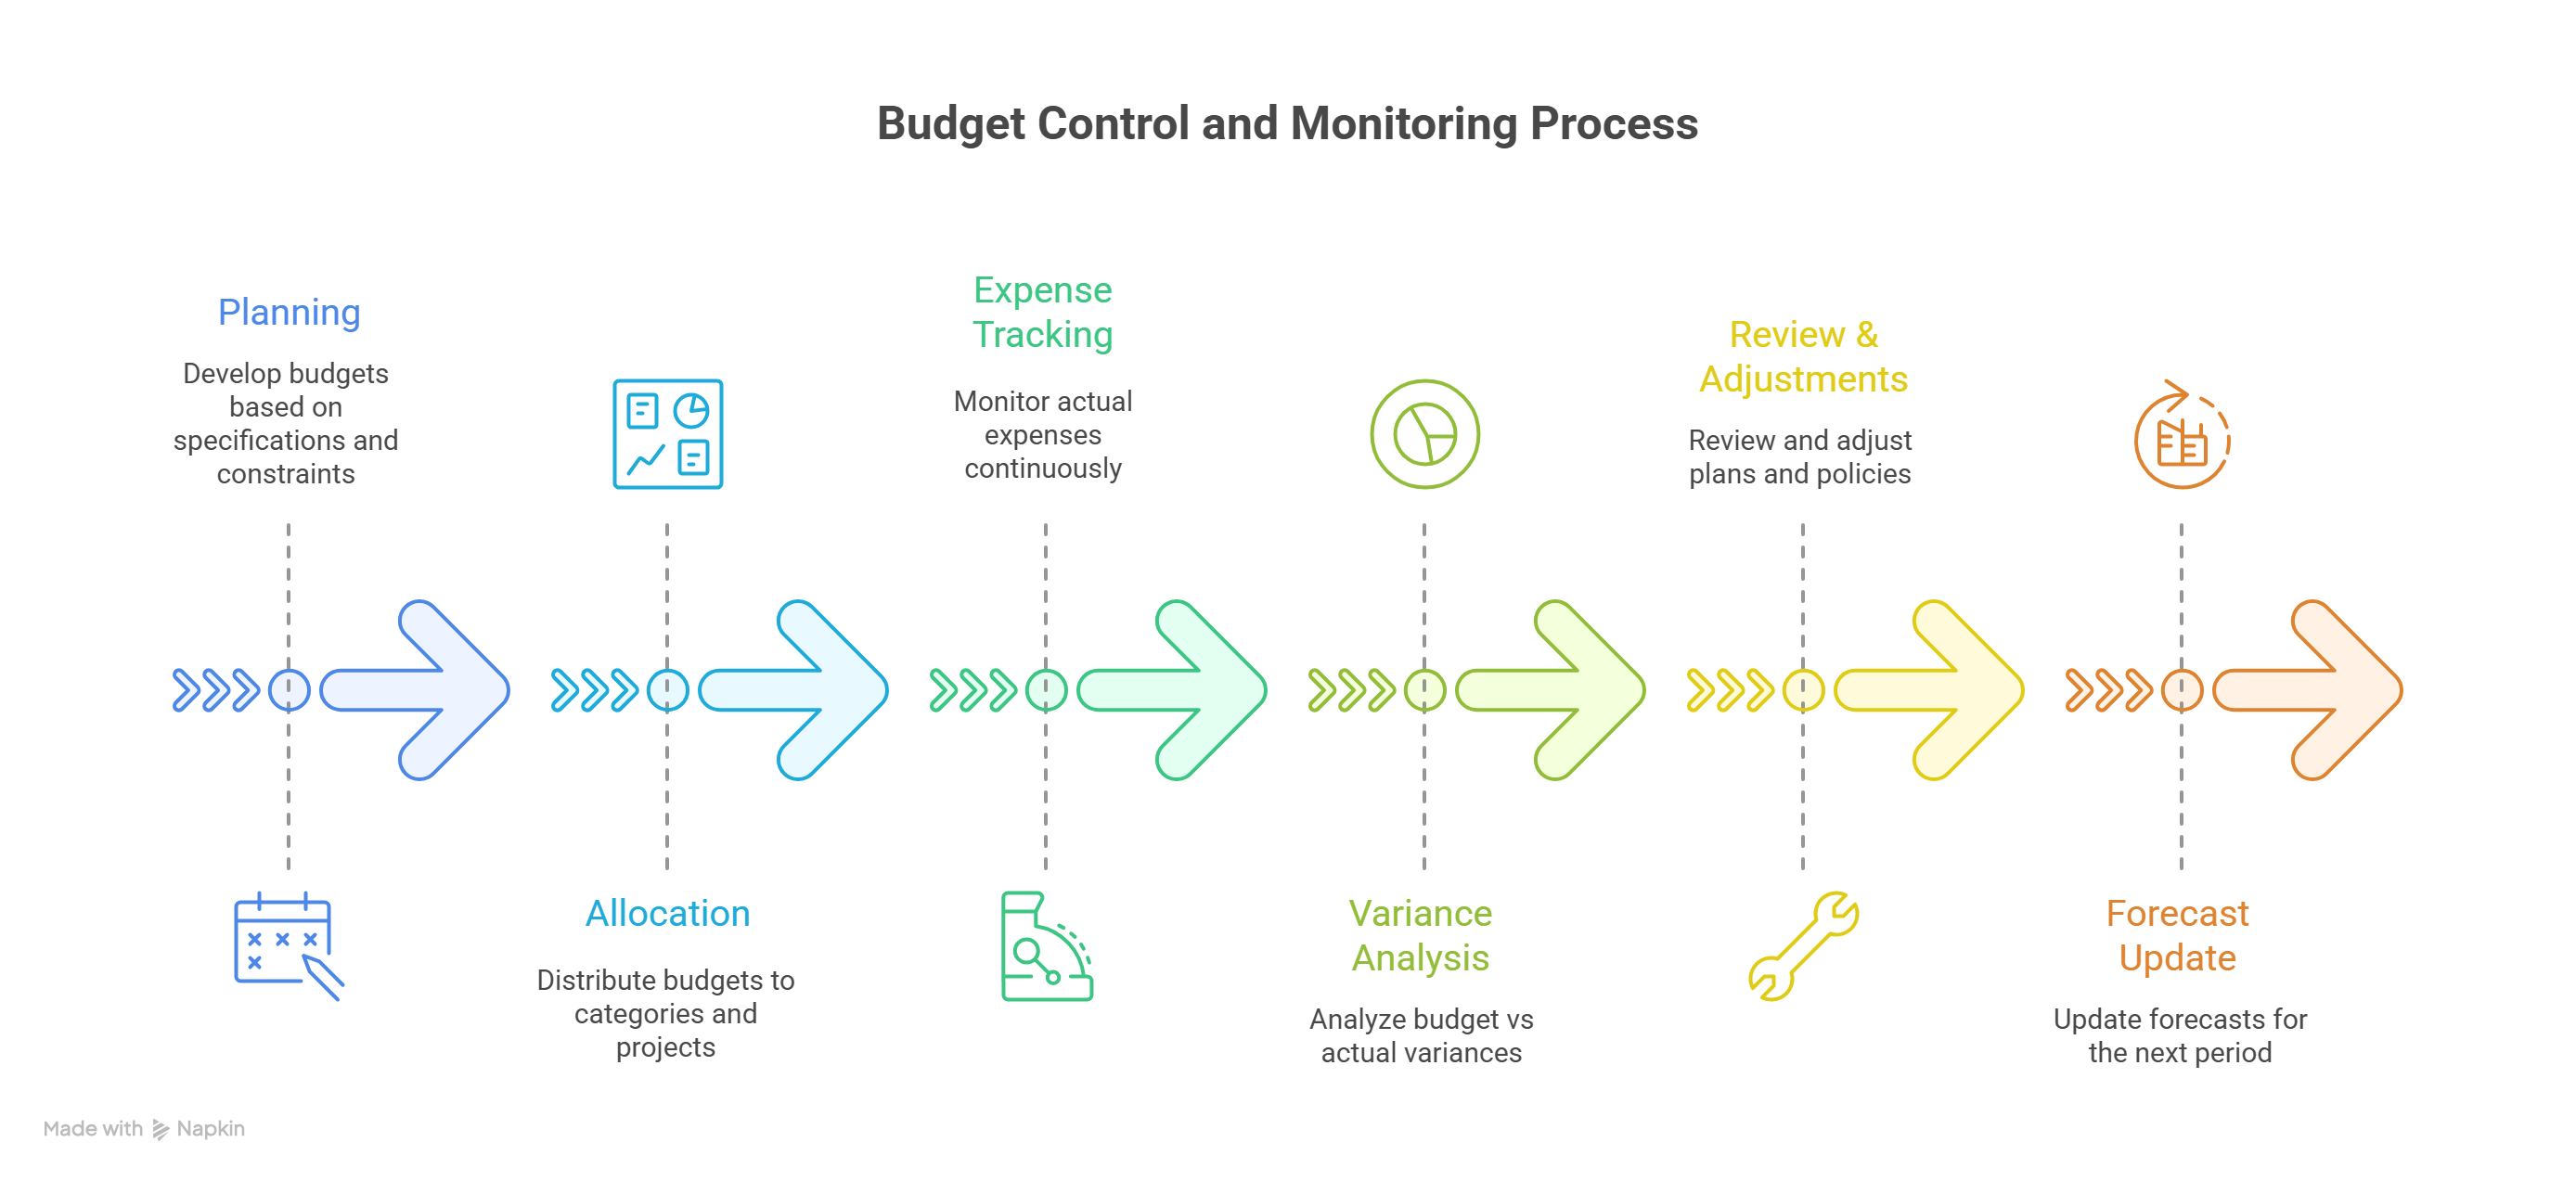 Budget Control and Monitoring Process
Planning
Develop budgets
based on
specifications and
constraints
Allocation
Distribute budgets to
categories and
projects
Expense
Tracking
Monitor actual
expenses
continuously
Variance
Analysis
Analyze budget vs
actual variances
Review &
Adjustments
Review and adjust
plans and policies
Forecast
Update
Update forecasts for
the next period
Made with Napkin